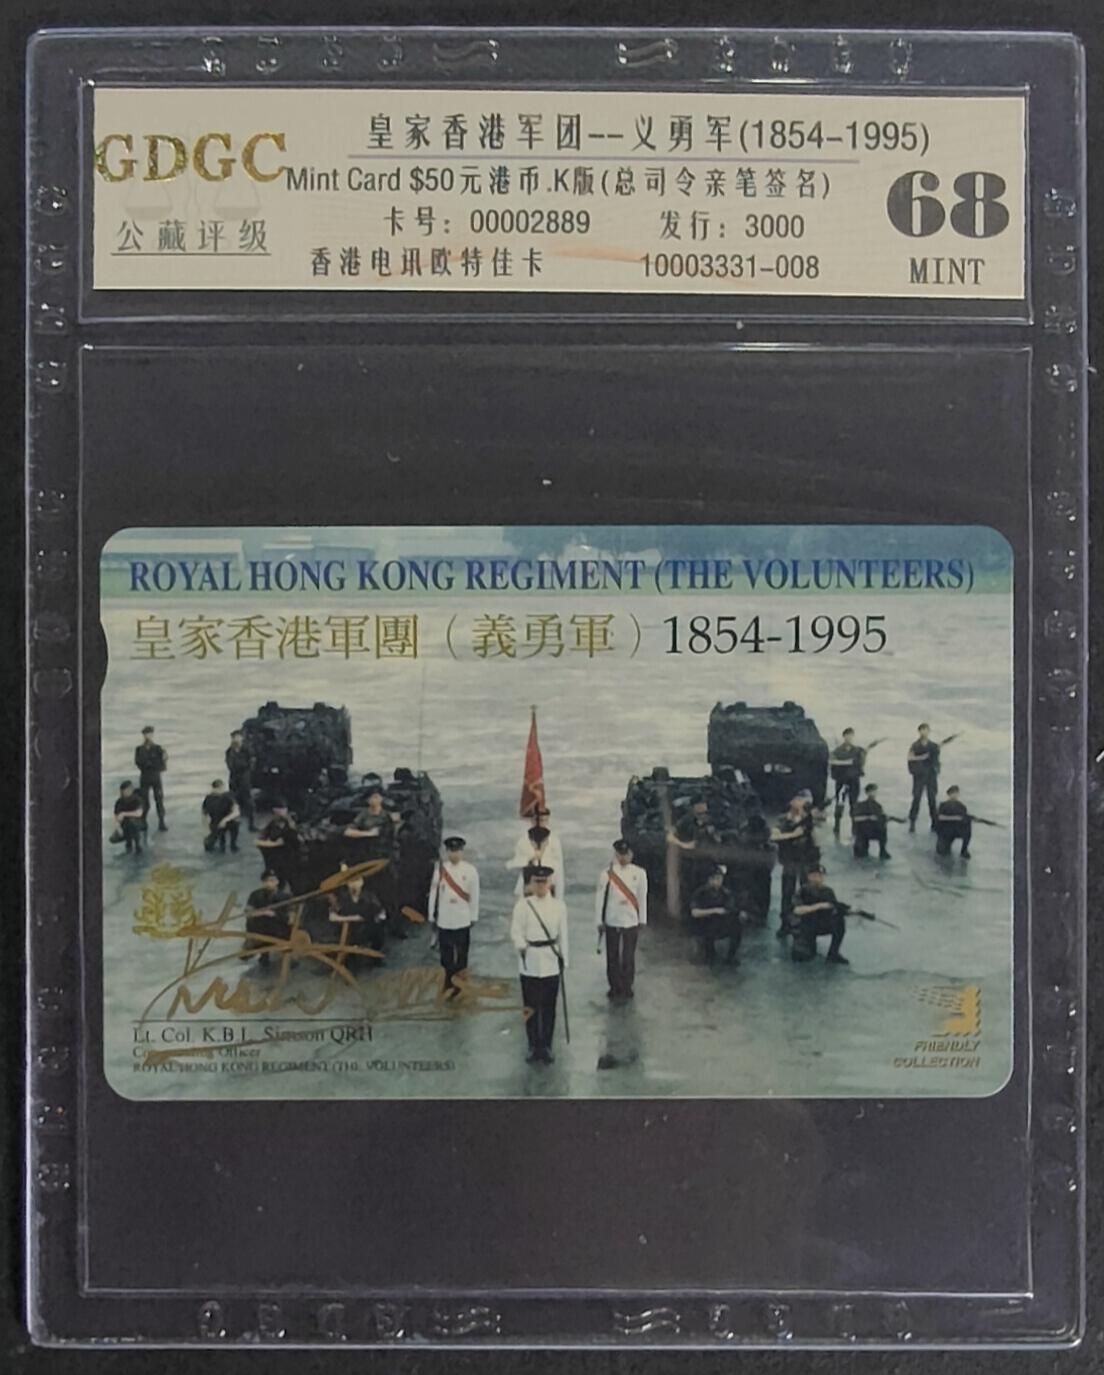 GDGC
公藏评级
皇家香港军团--义勇军(1854-1995)
Mint Card $50元港币.K版(总司令亲笔签名)
卡号: 00002889 发行: 3000
香港电讯欧特佳卡 10003331-008
68
MINT
ROYAL HONG KONG REGIMENT (THE VOLUNTEERS)
皇家香港軍團（義勇軍）1854-1995
Lt. Col. K.B.L. Simson QRH
Commanding Officer
ROYAL HONG KONG REGIMENT (THE VOLUNTEERS)
FRIENDLY
COLLECTION